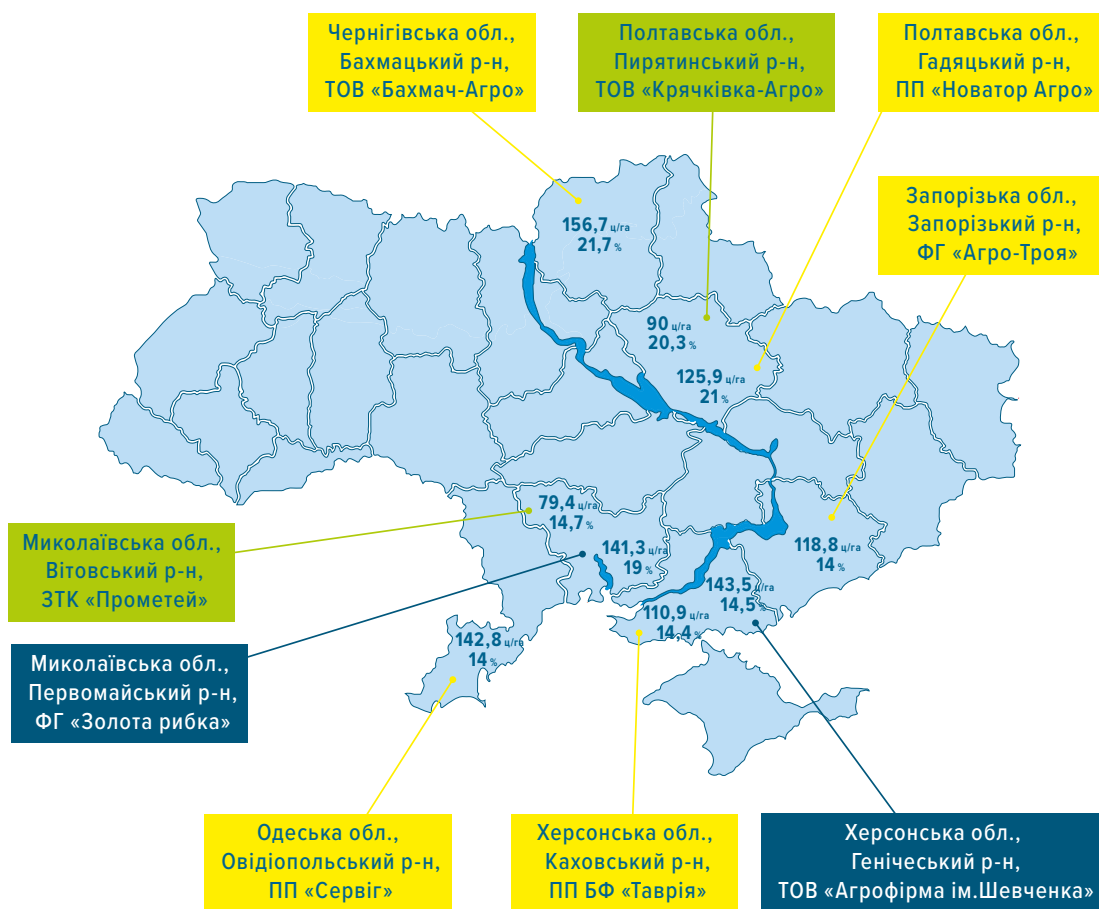 Чернігівська обл.,
Бахмацький р-н,
ТОВ «Бахмач-Агро»
Полтавська обл.,
Пирятинський р-н,
ТОВ «Крячківка-Агро»
Полтавська обл.,
Гадяцький р-н,
ПП «Новатор Агро»
Запорізька обл.,
Запорізький р-н,
ФГ «Агро-Троя»
156,7 ц/га
21,7 %
90 ц/га
20,3 %
125,9 ц/га
21 %
79,4 ц/га
14,7 %
141,3 ц/га
19 %
118,8 ц/га
14 %
143,5 ц/га
14,5 %
110,9 ц/га
14,4 %
142,8 ц/га
14 %
Миколаївська обл.,
Вітовський р-н,
ЗТК «Прометей»
Миколаївська обл.,
Первомайський р-н,
ФГ «Золота рибка»
Одеська обл.,
Овідіопольський р-н,
ПП «Сервіг»
Херсонська обл.,
Каховський р-н,
ПП БФ «Таврія»
Херсонська обл.,
Геніческий р-н,
ТОВ «Агрофірма ім.Шевченка»